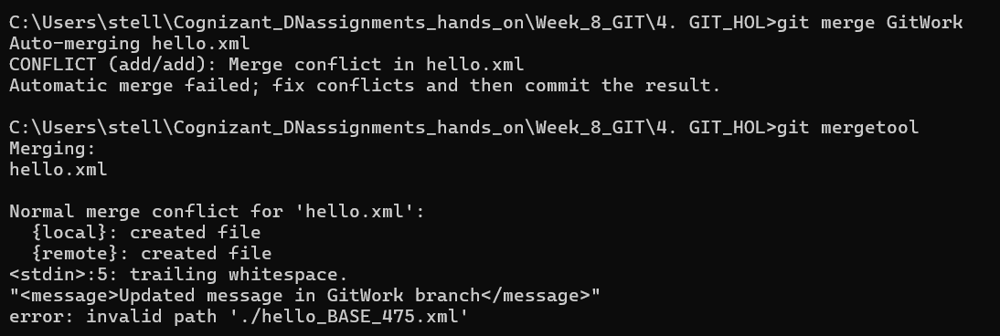 C:\Users\stell\Cognizant_DNassignments_hands_on\Week_8_GIT\4. GIT_HOL>git merge GitWork
Auto-merging hello.xml
CONFLICT (add/add): Merge conflict in hello.xml
Automatic merge failed; fix conflicts and then commit the result.
C:\Users\stell\Cognizant_DNassignments_hands_on\Week_8_GIT\4. GIT_HOL>git mergetool
Merging:
hello.xml
Normal merge conflict for 'hello.xml':
  {local}: created file
  {remote}: created file
<stdin>:5: trailing whitespace.
"<message>Updated message in GitWork branch</message>"
error: invalid path './hello_BASE_475.xml'